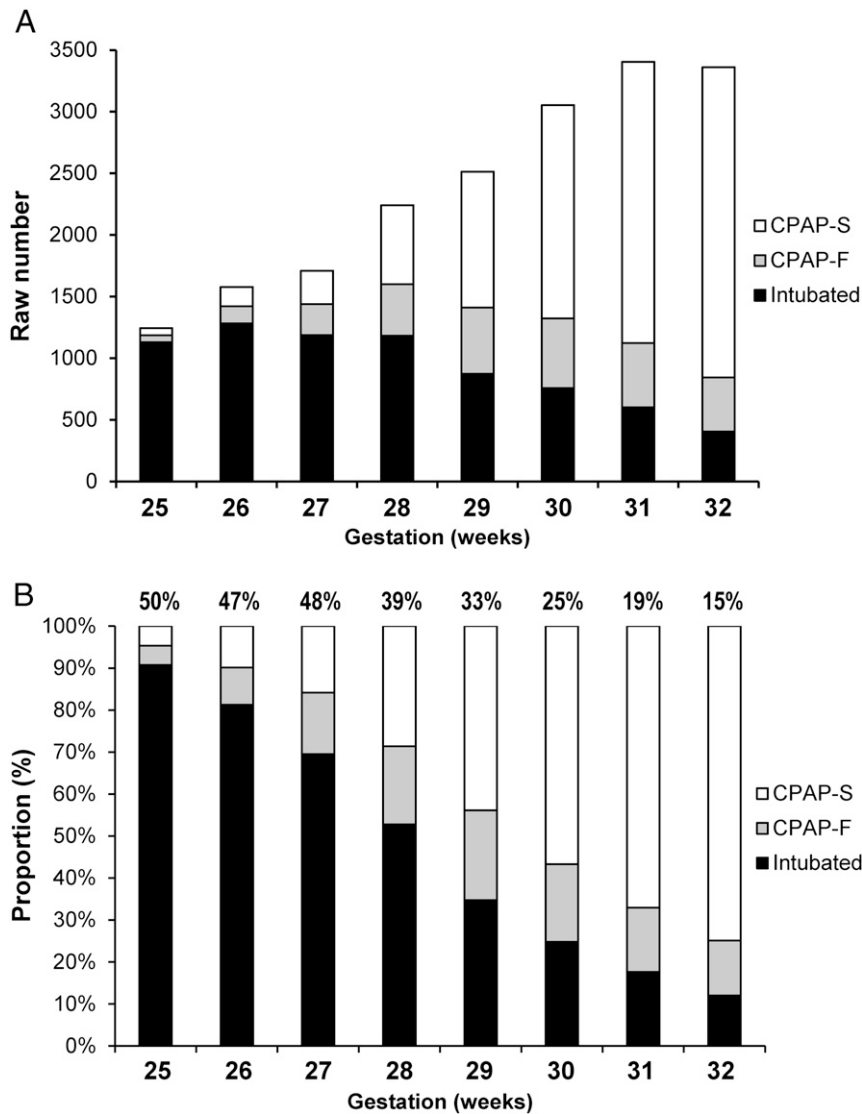 A
3500
3000
2500
2000
1500
1000
500
0
Raw number
CPAP-S
CPAP-F
Intubated
25 26 27 28 29 30 31 32
Gestation (weeks)
B
50% 47% 48% 39% 33% 25% 19% 15%
100%
90%
80%
70%
60%
50%
40%
30%
20%
10%
0%
Proportion (%)
CPAP-S
CPAP-F
Intubated
25 26 27 28 29 30 31 32
Gestation (weeks)